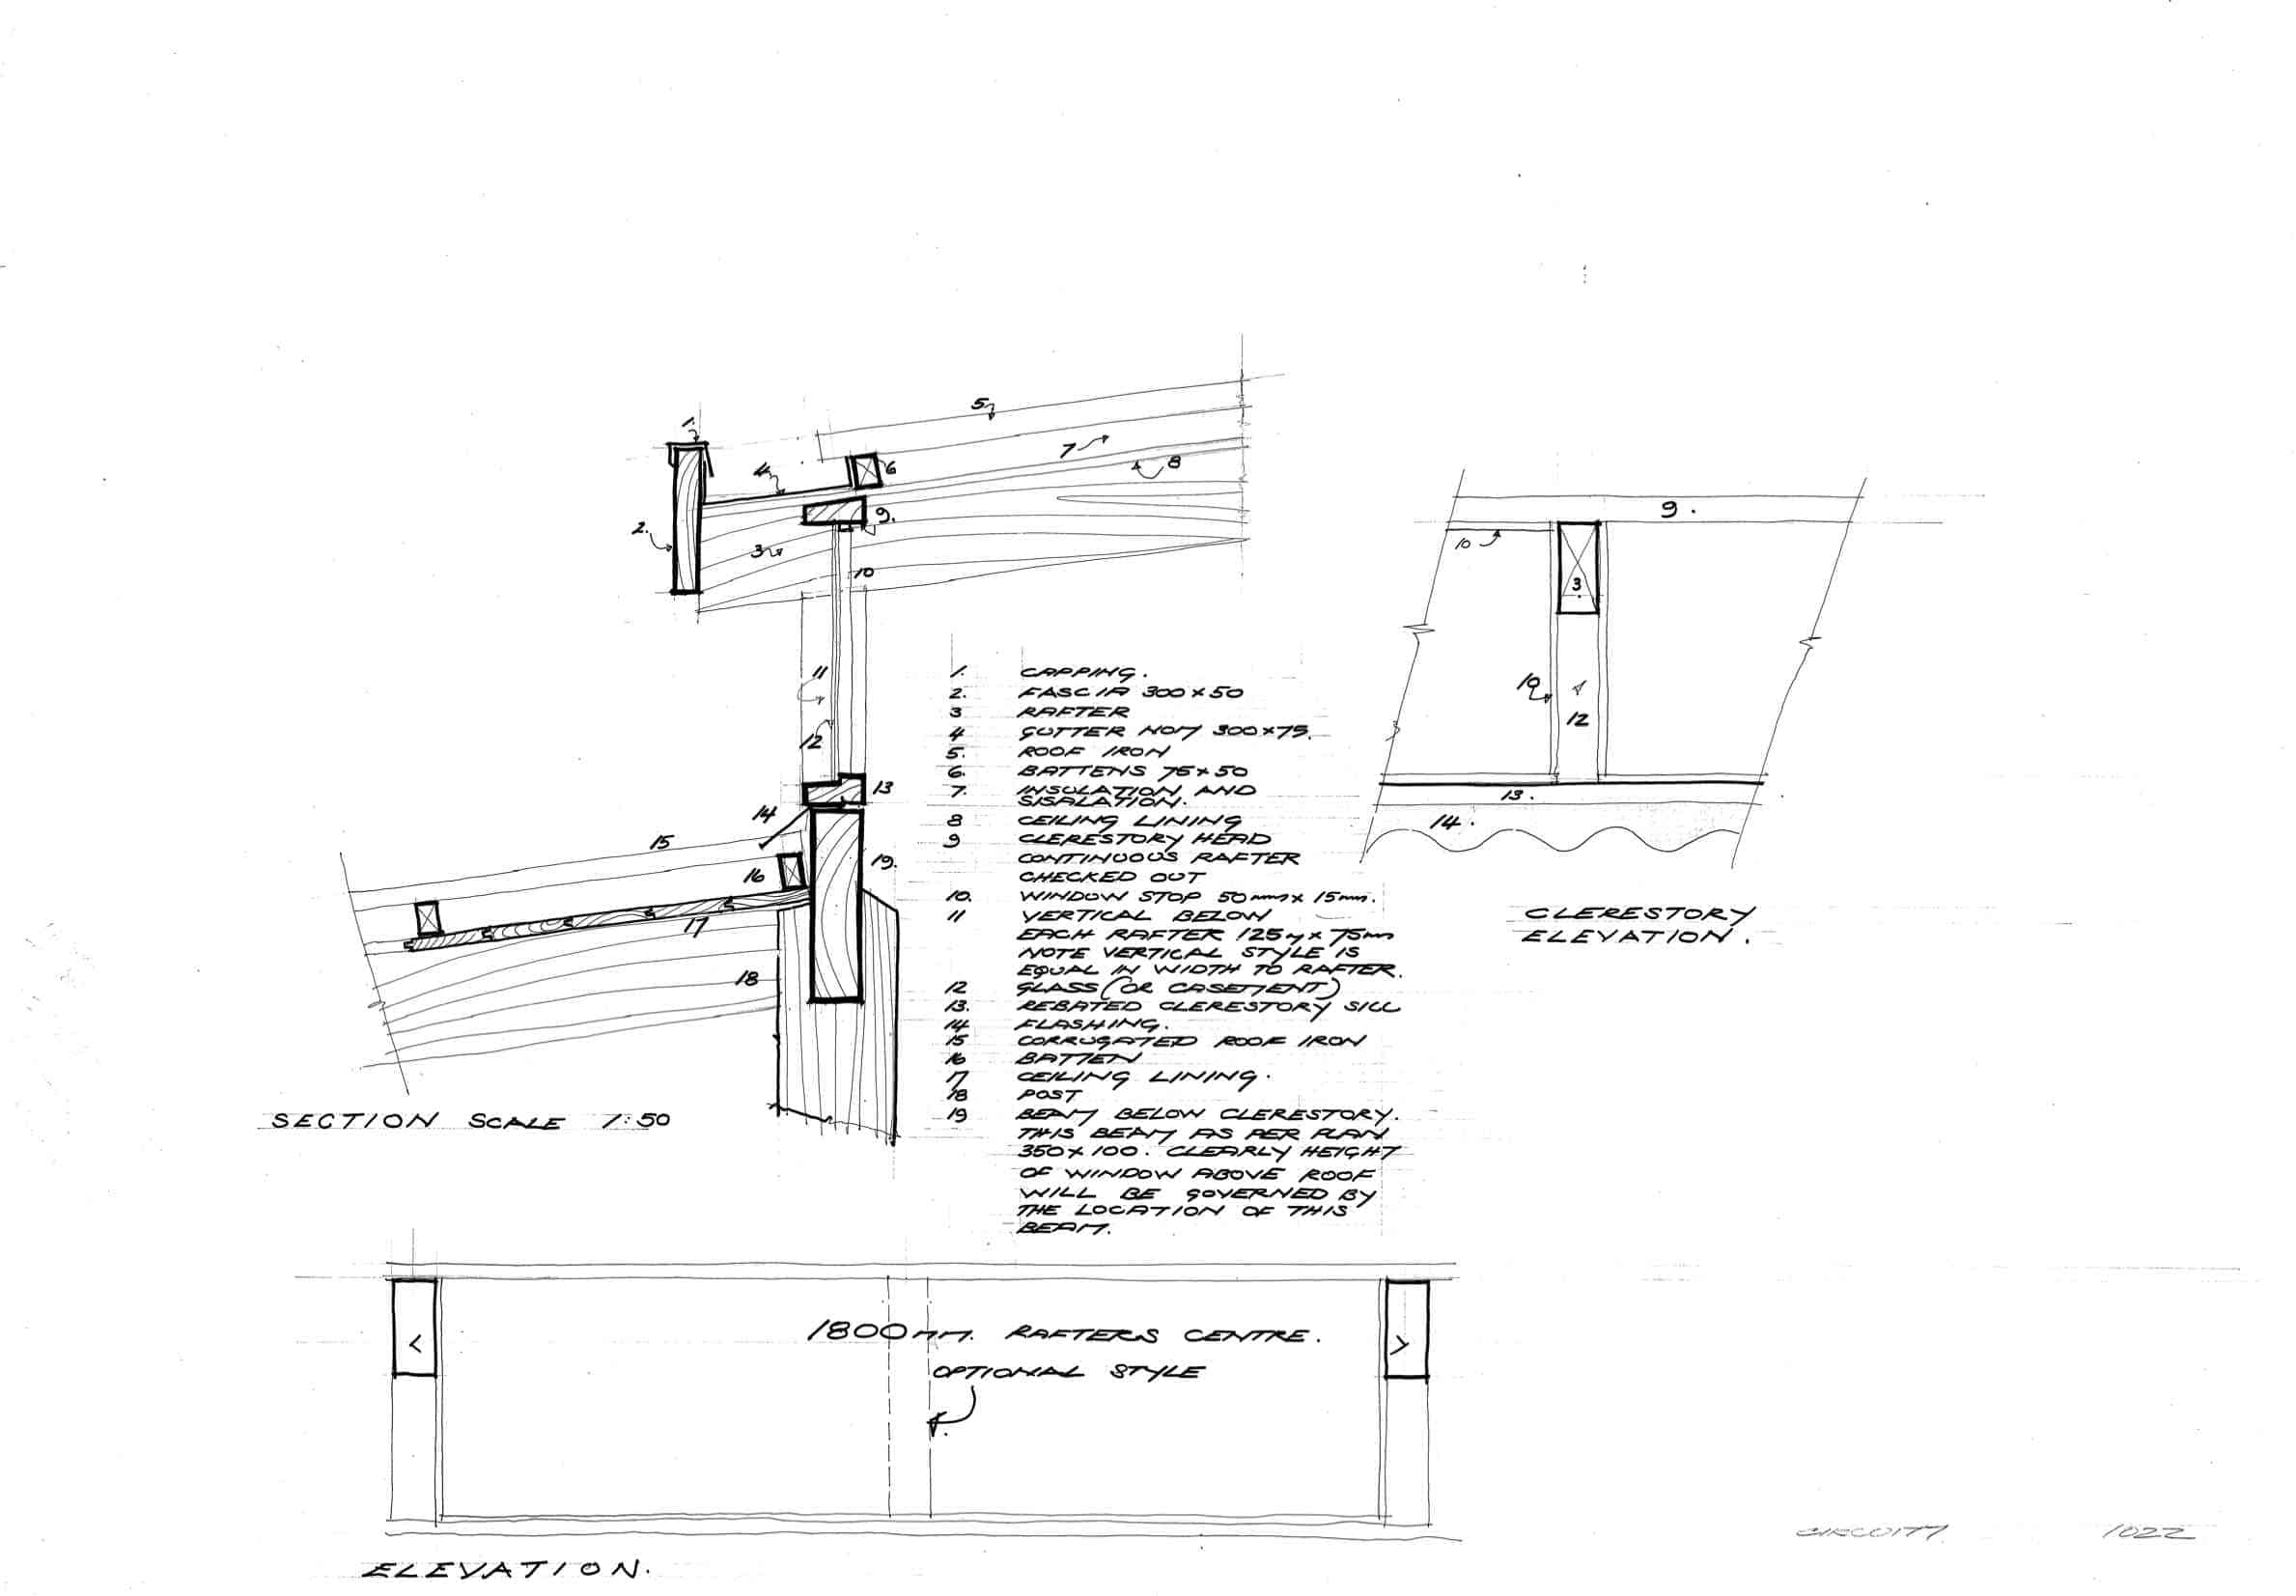 1.
5
7
6
8
4
2.
9.
3
10
11
12
13
14
15
16
19.
17
18
SECTION SCALE 1:50
1. CAPPING.
2. FASCIA 300 x 50
3 RAFTER
4 GUTTER NOM 300x75.
5. ROOF IRON
6. BATTENS 75x50
7. INSULATION AND
SISALATION.
8 CEILING LINING
9 CLERESTORY HEAD
CONTINUOUS RAFTER
CHECKED OUT
10. WINDOW STOP 50mm x 15mm.
11 VERTICAL BELOW
EACH RAFTER 125 x 75mm
NOTE VERTICAL STYLE IS
EQUAL IN WIDTH TO RAFTER.
12 GLASS (OR CASEMENT)
13. REBATED CLERESTORY SILL
14 FLASHING.
15 CORRUGATED ROOF IRON
16 BATTEN
17 CEILING LINING.
18 POST
19 BEAM BELOW CLERESTORY.
THIS BEAM AS PER PLAN
350 x 100. CLEARLY HEIGHT
OF WINDOW ABOVE ROOF
WILL BE GOVERNED BY
THE LOCATION OF THIS
BEAM.
9.
10
3
10
12
13.
14.
CLERESTORY
ELEVATION.
1800mm. RAFTERS CENTRE.
OPTIONAL STYLE
ELEVATION.
1022